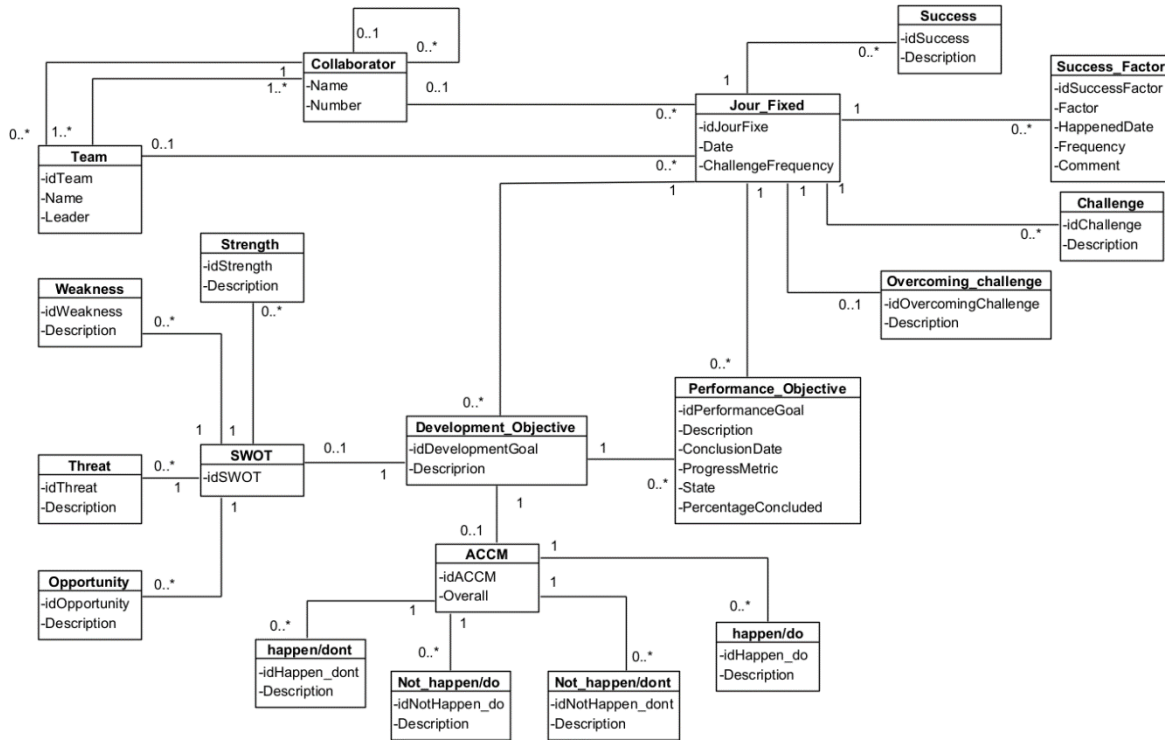 Success
-idSuccess
-Description
0..1
0..*
Collaborator
-Name
-Number
1
1..*
0..1
0..*
1
0..*
Success_Factor
-idSuccessFactor
-Factor
-HappenedDate
-Frequency
-Comment
Jour_Fixed
-idJourFixe
-Date
-ChallengeFrequency
1
0..*
0..*
1..*
Team
-idTeam
-Name
-Leader
0..1
0..*
1
1
1
1
Challenge
-idChallenge
-Description
0..*
Strength
-idStrength
-Description
0..*
Weakness
-idWeakness
-Description
0..*
Overcoming_challenge
-idOvercomingChallenge
-Description
0..1
0..*
Performance_Objective
-idPerformanceGoal
-Description
-ConclusionDate
-ProgressMetric
-State
-PercentageConcluded
0..*
Development_Objective
-idDevelopmentGoal
-Descriprion
1
0..*
1
1
SWOT
-idSWOT
0..1
1
Threat
-idThreat
-Description
0..*
1
1
1
0..1
ACCM
-idACCM
-Overall
1
1
1
1
Opportunity
-idOpportunity
-Description
0..*
0..*
happen/dont
-idHappen_dont
-Description
0..*
Not_happen/do
-idNotHappen_do
-Description
0..*
Not_happen/dont
-idNotHappen_dont
-Description
0..*
happen/do
-idHappen_do
-Description